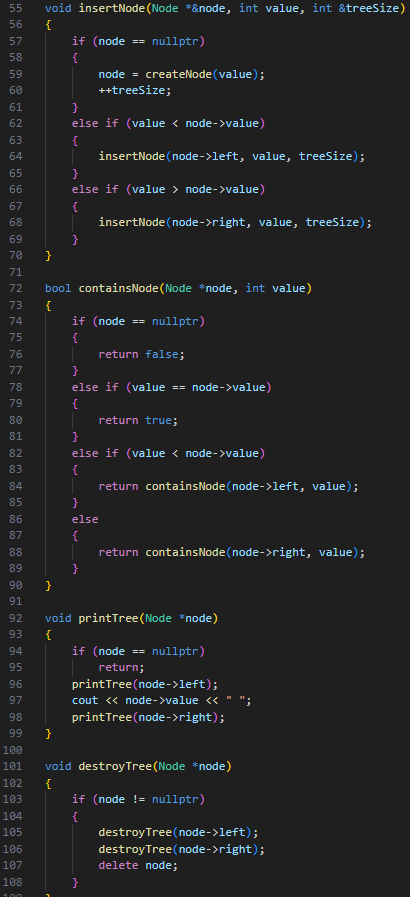 55 void insertNode(Node *&node, int value, int &treeSize)
56 {
57     if (node == nullptr)
58     {
59         node = createNode(value);
60         ++treeSize;
61     }
62     else if (value < node->value)
63     {
64         insertNode(node->left, value, treeSize);
65     }
66     else if (value > node->value)
67     {
68         insertNode(node->right, value, treeSize);
69     }
70 }
71
72 bool containsNode(Node *node, int value)
73 {
74     if (node == nullptr)
75     {
76         return false;
77     }
78     else if (value == node->value)
79     {
80         return true;
81     }
82     else if (value < node->value)
83     {
84         return containsNode(node->left, value);
85     }
86     else
87     {
88         return containsNode(node->right, value);
89     }
90 }
91
92 void printTree(Node *node)
93 {
94     if (node == nullptr)
95         return;
96     printTree(node->left);
97     cout << node->value << " ";
98     printTree(node->right);
99 }
100
101 void destroyTree(Node *node)
102 {
103     if (node != nullptr)
104     {
105         destroyTree(node->left);
106         destroyTree(node->right);
107         delete node;
108     }